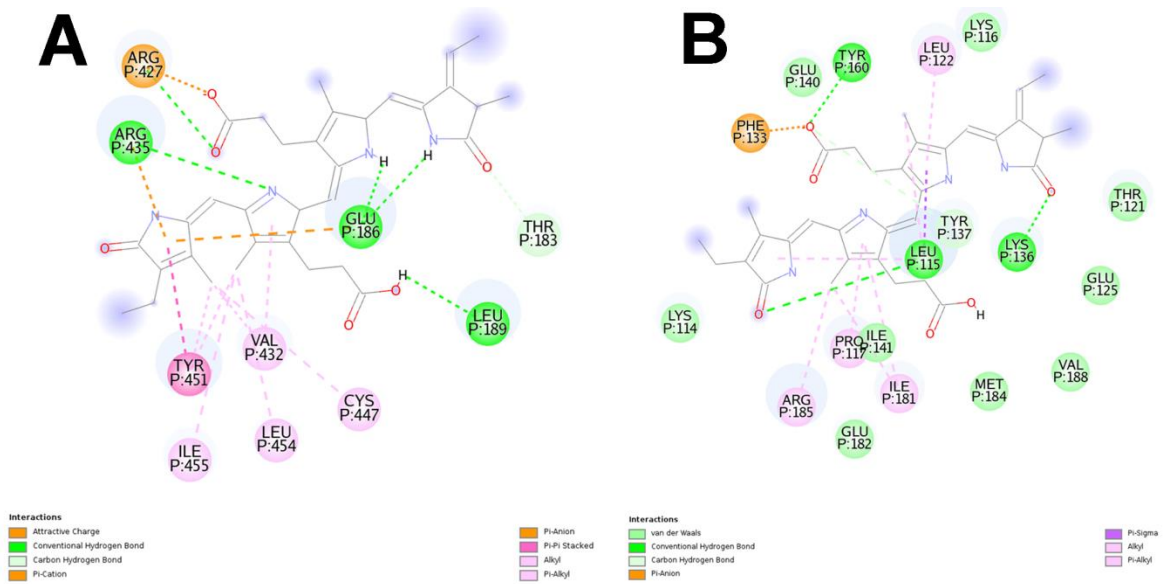 A
ARG
P:427
ARG
P:435
O
O
N
H
N
H
O
N
N
O
GLU
P:186
THR
P:183
H
O
O
LEU
P:189
VAL
P:432
TYR
P:451
CYS
P:447
LEU
P:454
ILE
P:455
Interactions
Attractive Charge
Conventional Hydrogen Bond
Carbon Hydrogen Bond
Pi-Cation
Pi-Anion
Pi-Pi Stacked
Alkyl
Pi-Alkyl
B
LYS
P:116
LEU
P:122
TYR
P:160
GLU
P:140
PHE
P:133
O
O
N
N
O
THR
P:121
TYR
P:137
LYS
P:136
LEU
P:115
N
N
O
GLU
P:125
LYS
P:114
O
O
H
PRO
P:117
ILE
P:141
VAL
P:188
MET
P:184
ILE
P:181
ARG
P:185
GLU
P:182
Interactions
van der Waals
Conventional Hydrogen Bond
Carbon Hydrogen Bond
Pi-Anion
Pi-Sigma
Alkyl
Pi-Alkyl